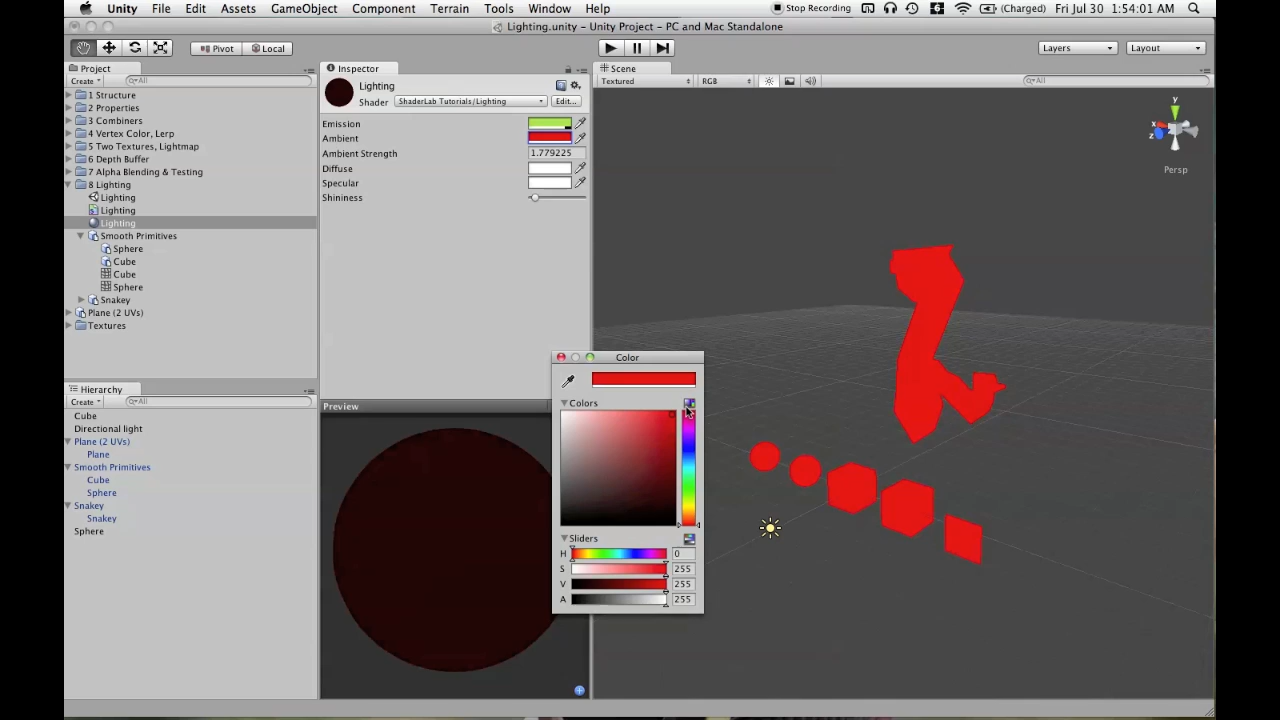 Unity File Edit Assets GameObject Component Terrain Tools Window Help Stop Recording (Charged) Fri Jul 30 1:54:01 AM
Lighting.unity - Unity Project - PC and Mac Standalone
Pivot Local Layers Layout
Project
Create All
1 Structure
2 Properties
3 Combiners
4 Vertex Color, Lerp
5 Two Textures, Lightmap
6 Depth Buffer
7 Alpha Blending & Testing
8 Lighting
Lighting
Lighting
Lighting
Smooth Primitives
Sphere
Cube
Cube
Sphere
Snakey
Plane (2 UVs)
Textures
Hierarchy
Create All
Cube
Directional light
Plane (2 UVs)
Plane
Smooth Primitives
Cube
Sphere
Snakey
Snakey
Sphere
Inspector
Lighting
Shader ShaderLab Tutorials/Lighting Edit...
Emission
Ambient
Ambient Strength 1.779225
Diffuse
Specular
Shininess
Preview
Color
Colors
Sliders
H 0
S 255
V 255
A 255
Scene
Textured RGB All
y
x
z
Persp